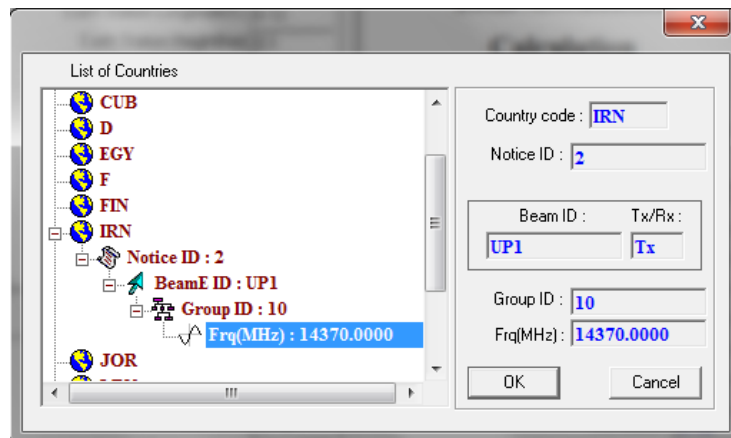 List of Countries
CUB
D
EGY
F
FIN
IRN
Notice ID : 2
BeamE ID : UP1
Group ID : 10
Frq(MHz) : 14370.0000
JOR
Country code : IRN
Notice ID : 2
Beam ID : Tx/Rx :
UP1 Tx
Group ID : 10
Frq(MHz) : 14370.0000
OK Cancel